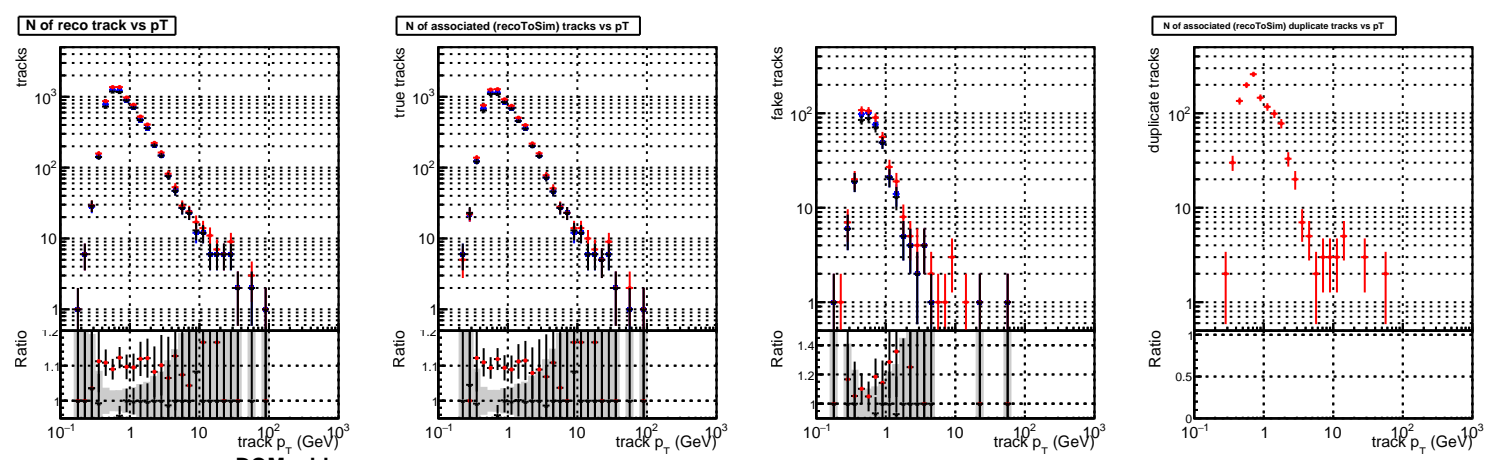 N of reco track vs pT
tracks
10³
10²
10
1
Ratio
1.2
1.1
1
10⁻¹ 1 10 10² 10³
track p_T (GeV)
N of associated (recoToSim) tracks vs pT
true tracks
10³
10²
10
1
Ratio
1.2
1.1
1
10⁻¹ 1 10 10² 10³
track p_T (GeV)
fake tracks
10²
10
1
Ratio
1.4
1.2
1
10⁻¹ 1 10 10² 10³
track p_T (GeV)
N of associated (recoToSim) duplicate tracks vs pT
duplicate tracks
10²
10
1
Ratio
1
0.5
0
10⁻¹ 1 10 10² 10³
track p_T (GeV)